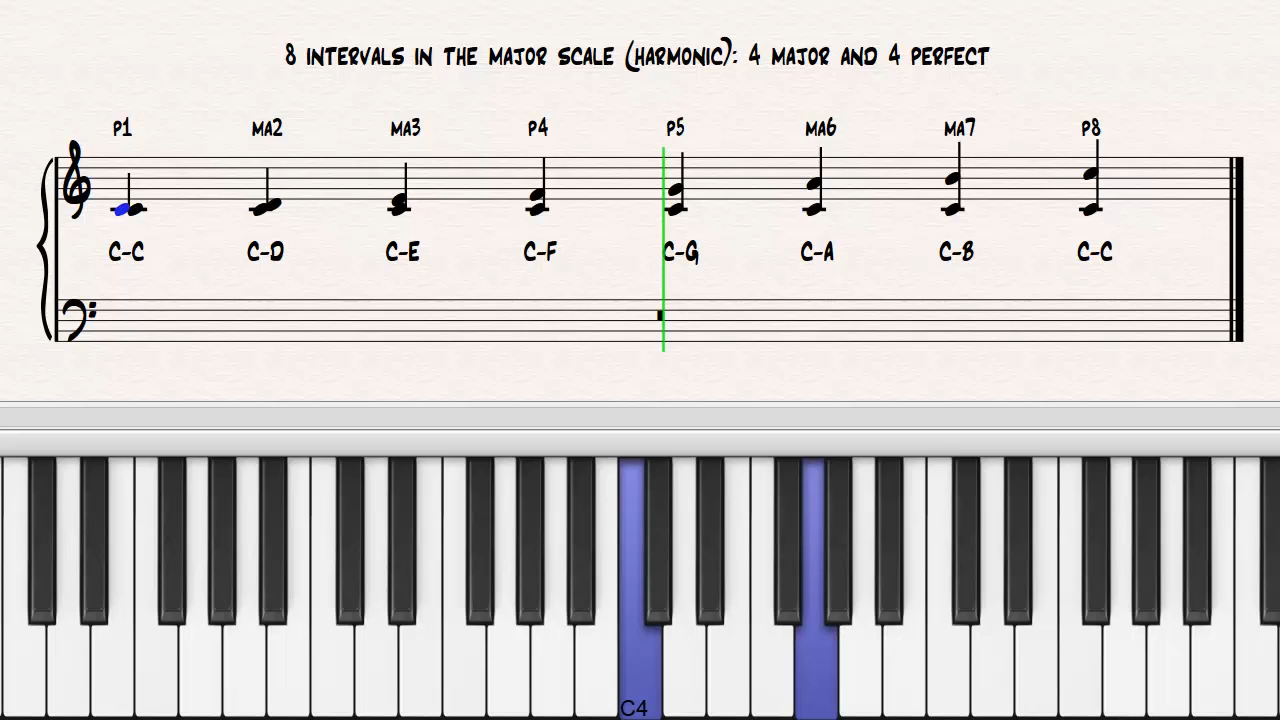 8 INTERVALS IN THE MAJOR SCALE (HARMONIC): 4 MAJOR AND 4 PERFECT
P1 MA2 MA3 P4 P5 MA6 MA7 P8
C-C C-D C-E C-F C-G C-A C-B C-C
C4